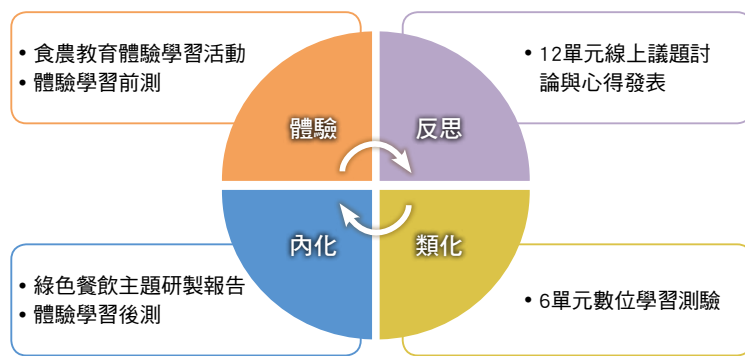 • 食農教育體驗學習活動
• 體驗學習前測
• 12單元線上議題討
論與心得發表
體驗
反思
內化
類化
• 綠色餐飲主題研製報告
• 體驗學習後測
• 6單元數位學習測驗